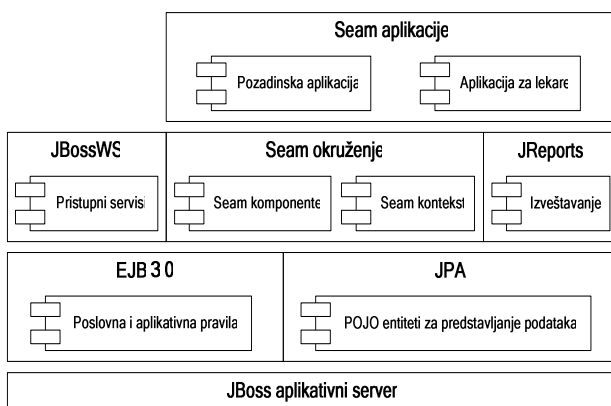 Seam aplikacije
Pozadinska aplikacija
Aplikacija za lekare
JBossWS
Seam okruženje
JReports
Pristupni servisi
Seam komponente
Seam kontekst
Izveštavanje
EJB 3 0
JPA
Poslovna i aplikativna pravila
POJO entiteti za predstavljanje podataka
JBoss aplikativni server